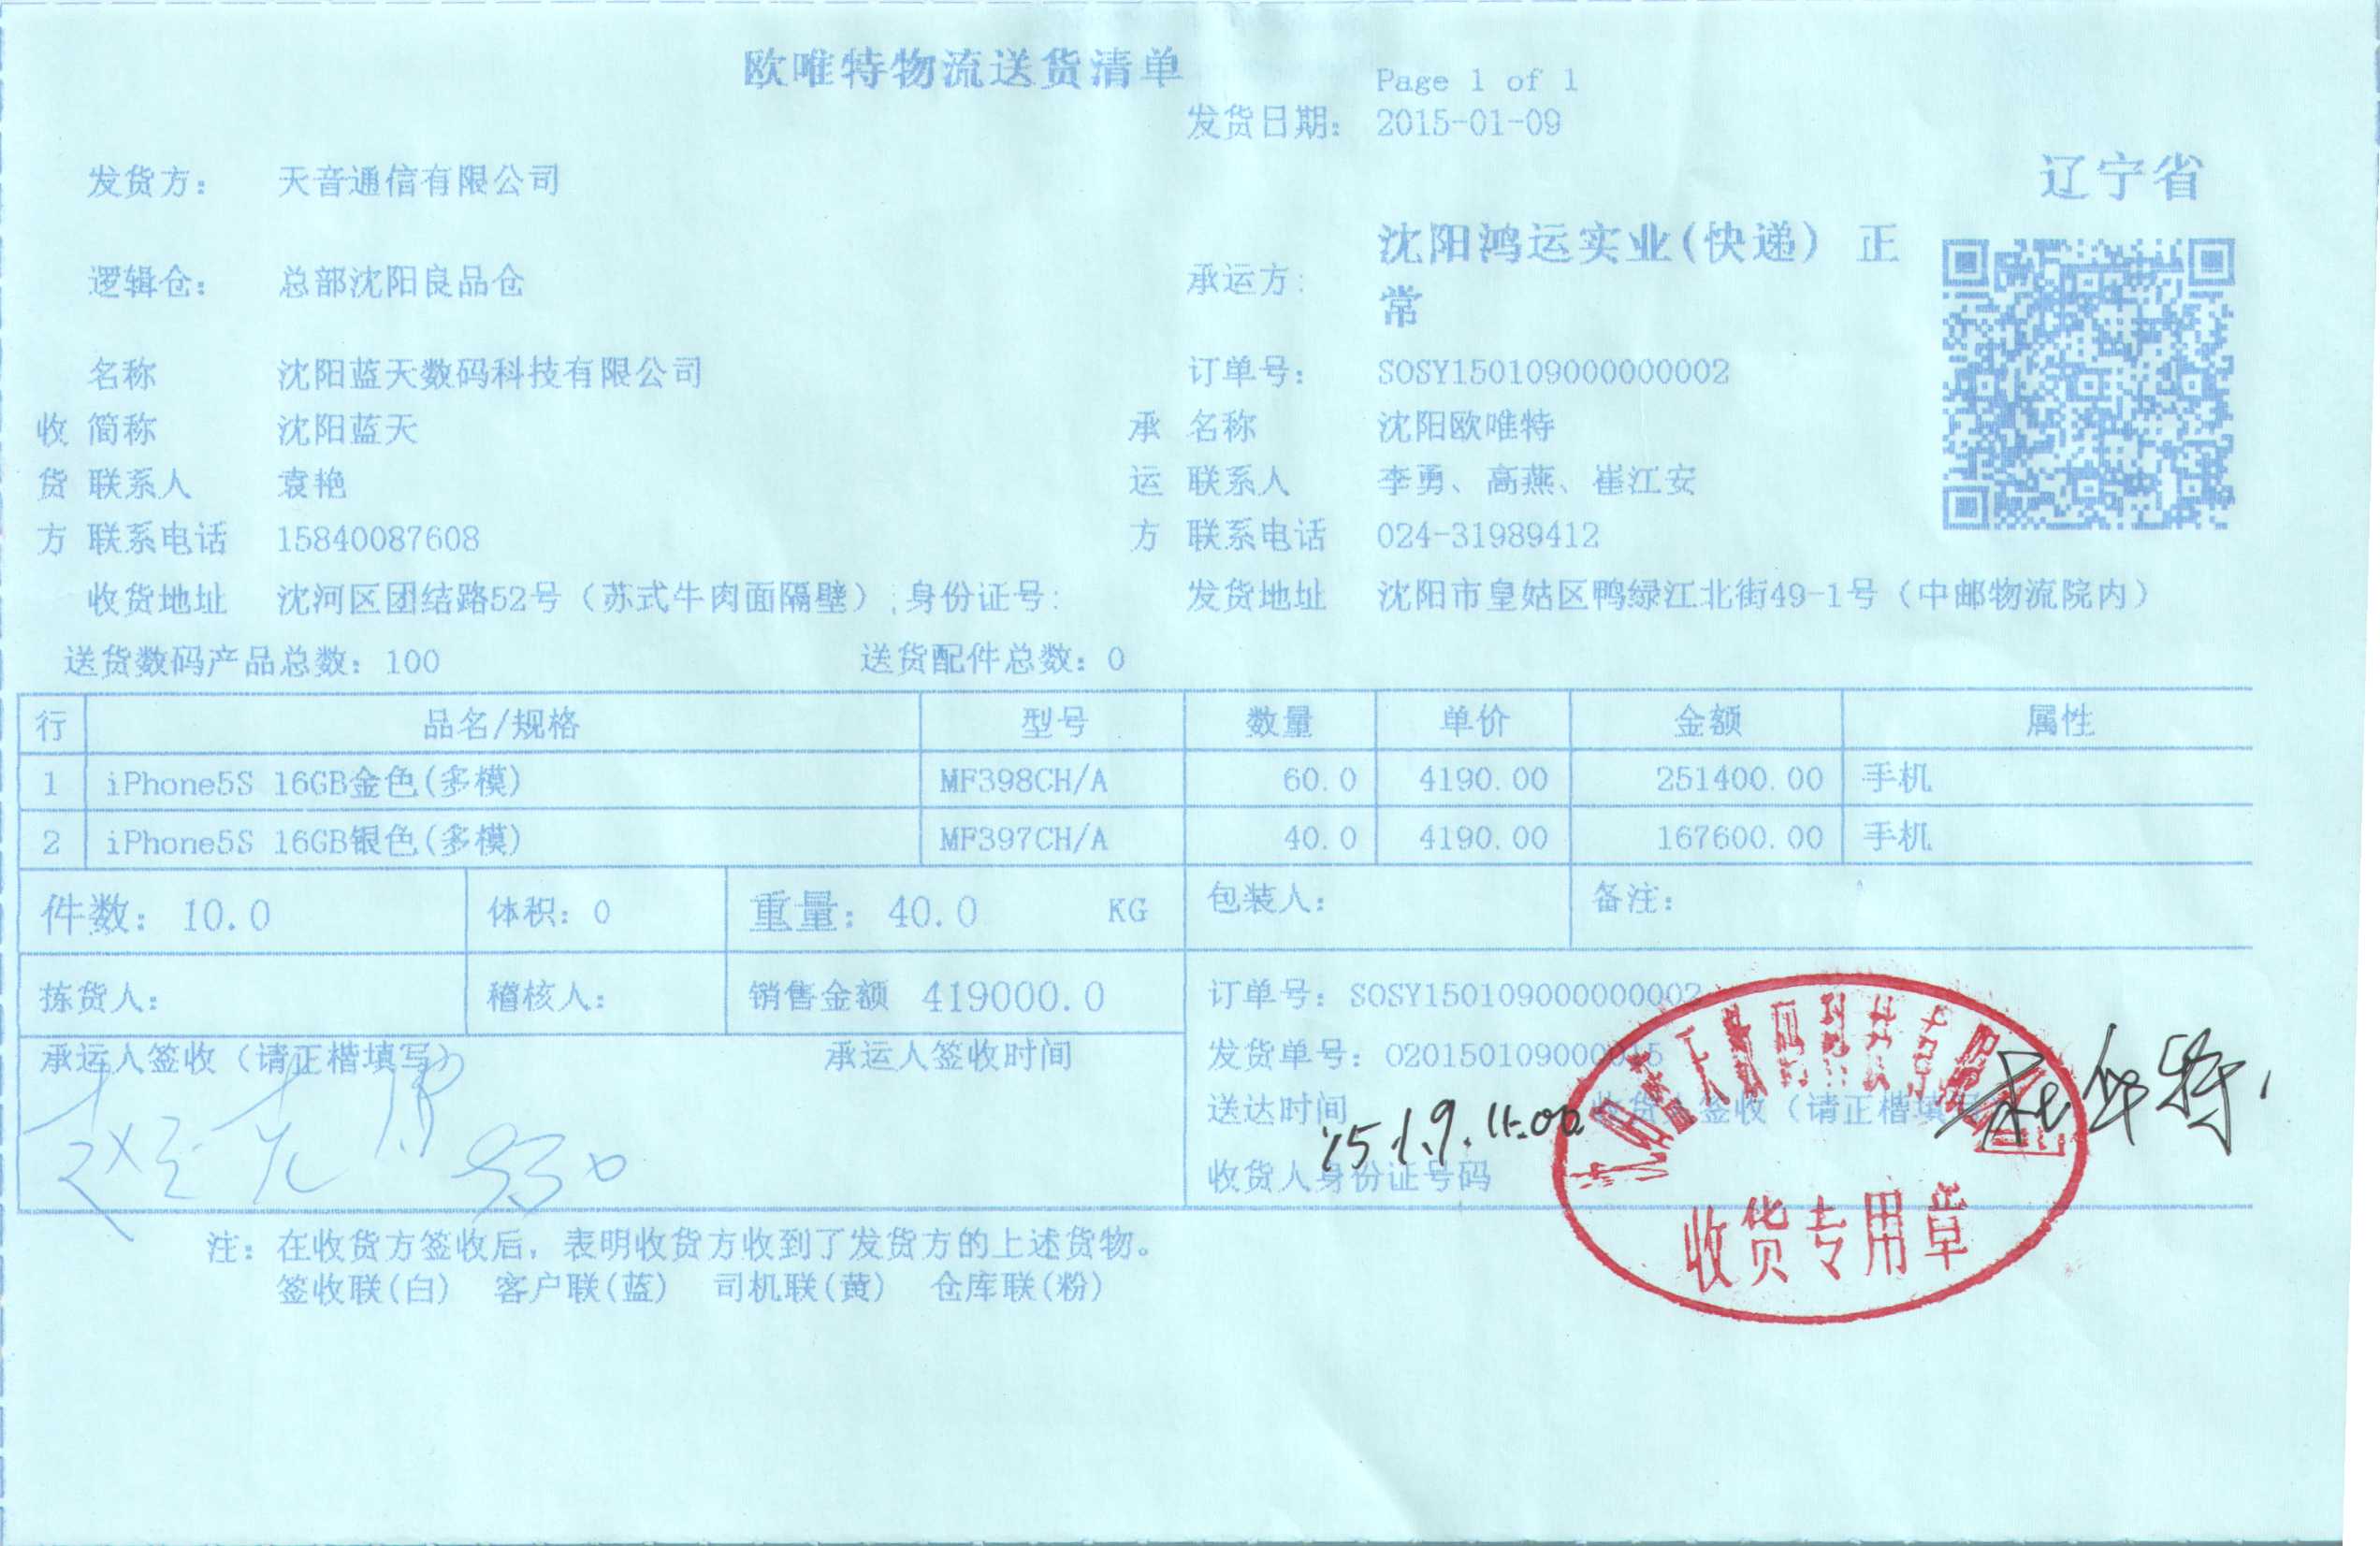 欧唯特物流送货清单
Page 1 of 1
发货日期： 2015-01-09
辽宁省
发货方： 天音通信有限公司
逻辑仓： 总部沈阳良品仓
承运方： 沈阳鸿运实业(快递) 正常
名称 沈阳蓝天数码科技有限公司 订单号： SOSY150109000000002
收 简称 沈阳蓝天 承 名称 沈阳欧唯特
货 联系人 袁艳 运 联系人 李勇、高燕、崔江安
方 联系电话 15840087608 方 联系电话 024-31989412
收货地址 沈河区团结路52号（苏式牛肉面隔壁）;身份证号: 发货地址 沈阳市皇姑区鸭绿江北街49-1号（中邮物流院内）
送货数码产品总数：100 送货配件总数：0
行 品名/规格 型号 数量 单价 金额 属性
1 iPhone5S 16GB金色(多模) MF398CH/A 60.0 4190.00 251400.00 手机
2 iPhone5S 16GB银色(多模) MF397CH/A 40.0 4190.00 167600.00 手机
件数：10.0 体积：0 重量：40.0 KG 包装人： 备注：
拣货人： 稽核人： 销售金额 419000.0 订单号：SOSY150109000000002
承运人签收（请正楷填写） 承运人签收时间 发货单号：
送达时间 15.1.9. 11:00 收货人签收（请正楷填
930
收货人身份证号码
收货专用章
注：在收货方签收后，表明收货方收到了发货方的上述货物。
签收联(白) 客户联(蓝) 司机联(黄) 仓库联(粉)